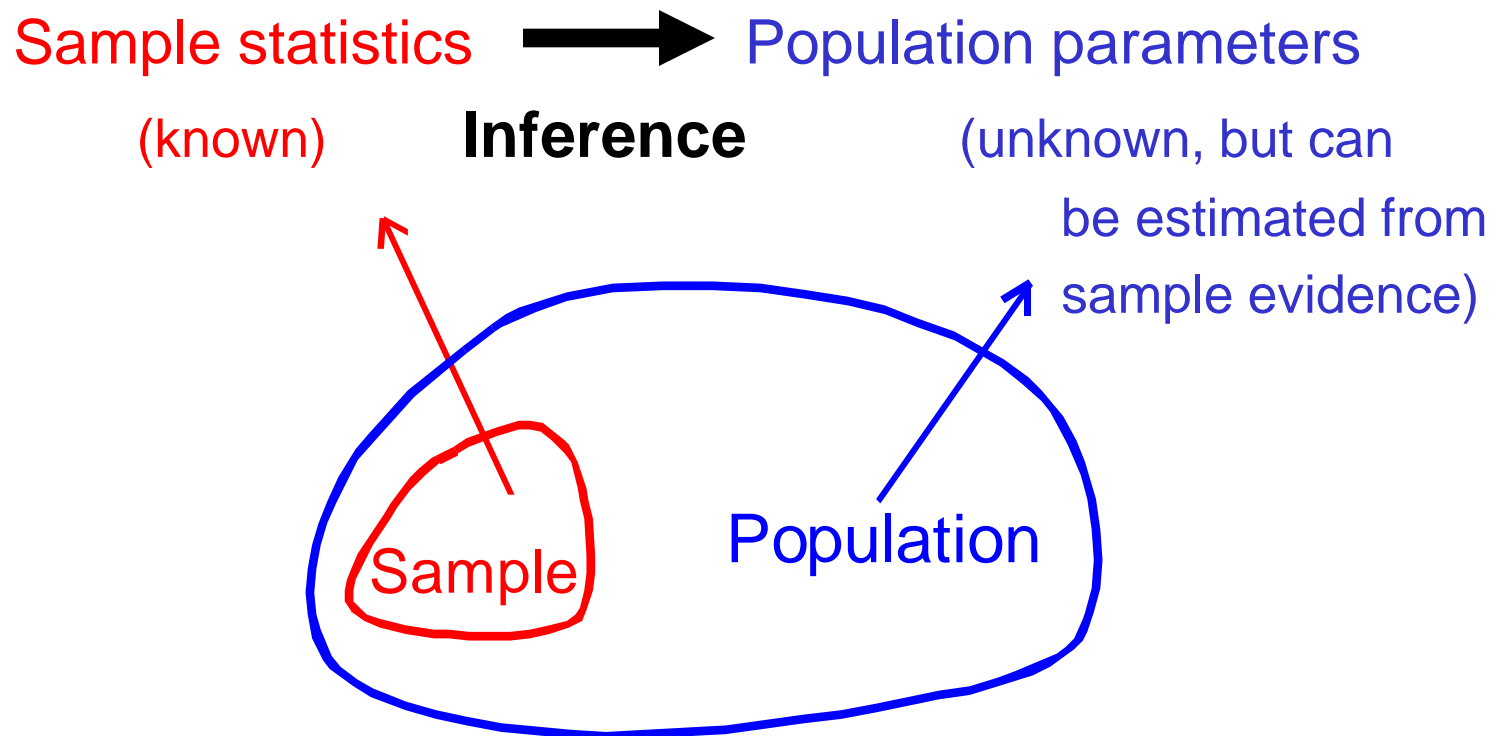 Sample statistics Population parameters
(known) Inference (unknown, but can
be estimated from
sample evidence)
Population
Sample